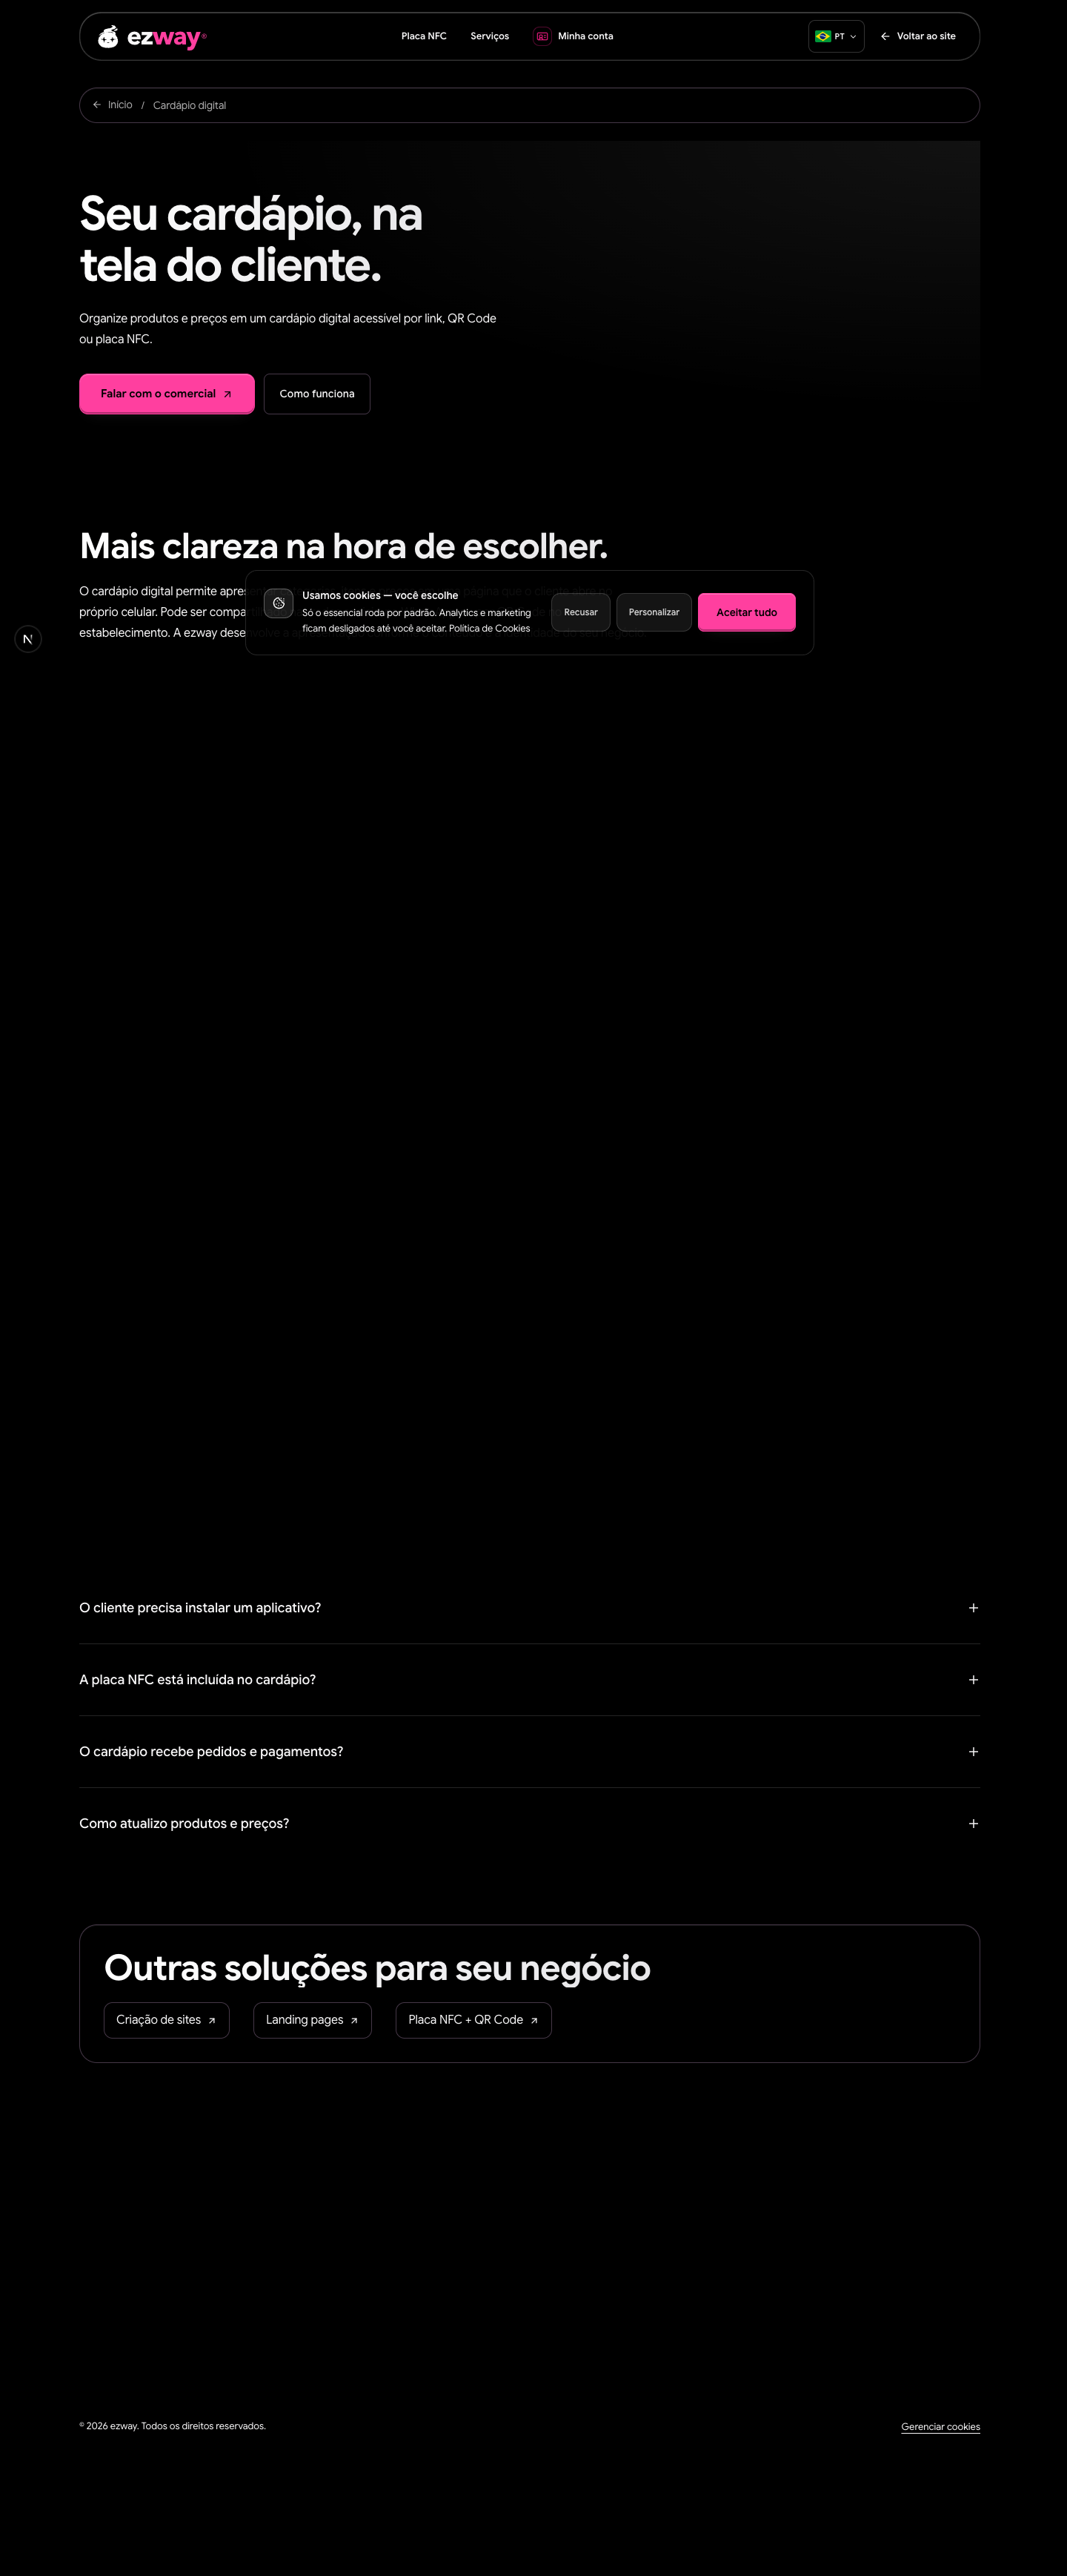 ezway®
Placa NFC
Serviços
Minha conta
PT
Voltar ao site
Início / Cardápio digital
Seu cardápio, na
tela do cliente.
Organize produtos e preços em um cardápio digital acessível por link, QR Code
ou placa NFC.
Falar com o comercial
Como funciona
Mais clareza na hora de escolher.
O cardápio digital permite
próprio celular. Pode ser
estabelecimento. A ezway
Usamos cookies — você escolhe
Só o essencial roda por padrão. Analytics e marketing
ficam desligados até você aceitar. Política de Cookies
Recusar
Personalizar
Aceitar tudo
O cliente precisa instalar um aplicativo?
A placa NFC está incluída no cardápio?
O cardápio recebe pedidos e pagamentos?
Como atualizo produtos e preços?
Outras soluções para seu negócio
Criação de sites
Landing pages
Placa NFC + QR Code
© 2026 ezway. Todos os direitos reservados.
Gerenciar cookies